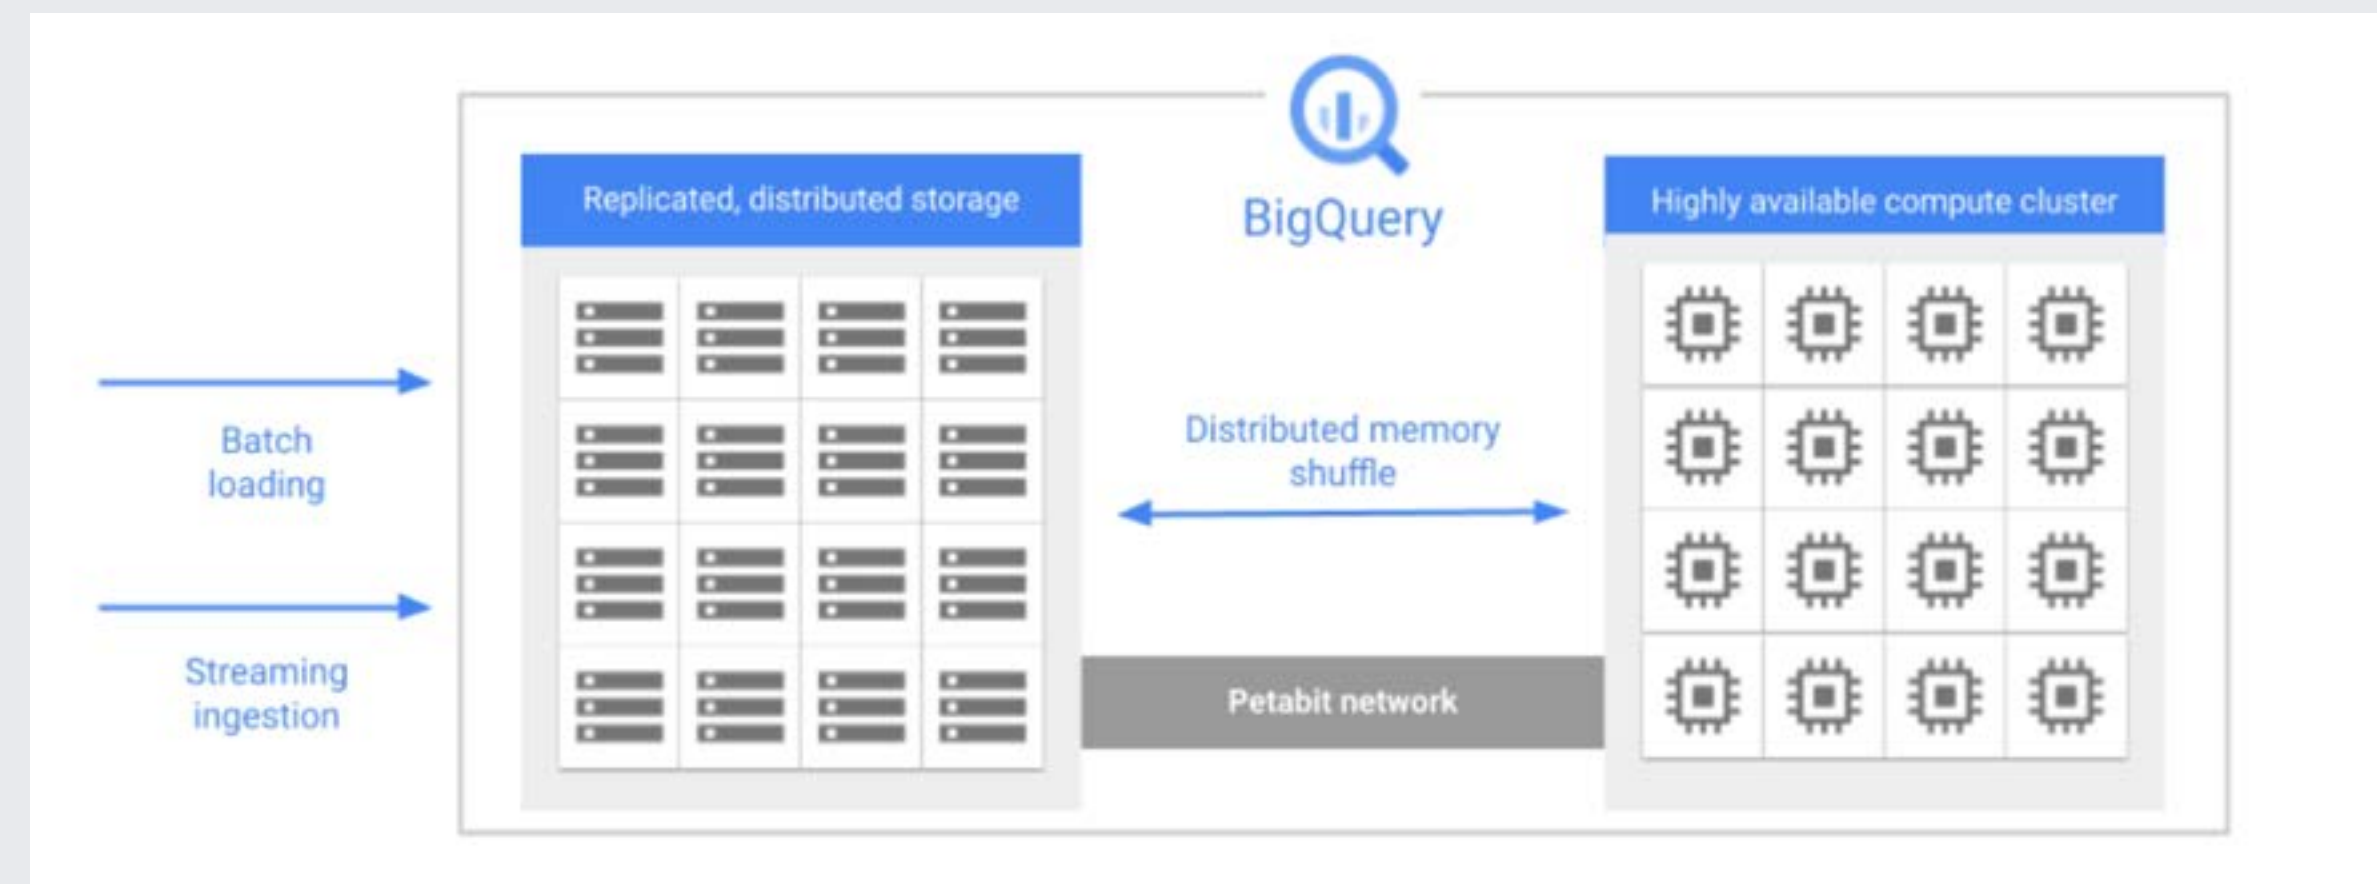 BigQuery
Replicated, distributed storage
Highly available compute cluster
Batch
loading
Streaming
ingestion
Distributed memory
shuffle
Petabit network